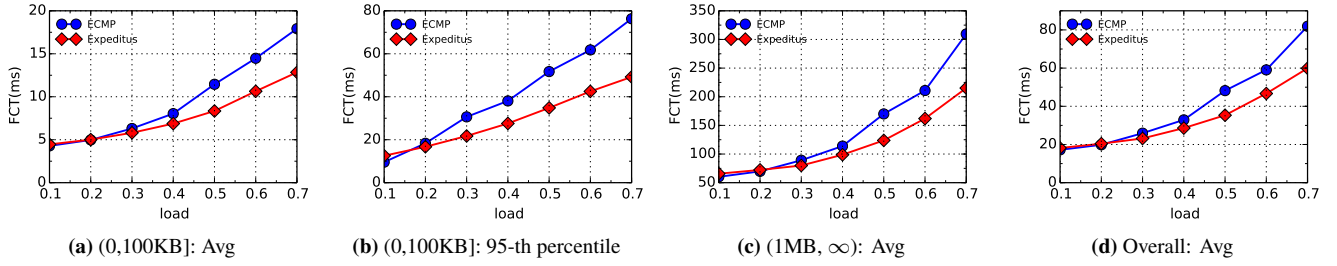 20
15
10
5
0
FCT(ms)
ECMP
Expeditus
0.1 0.2 0.3 0.4 0.5 0.6 0.7
load
(a) (0,100KB]: Avg
80
60
40
20
0
FCT(ms)
ECMP
Expeditus
0.1 0.2 0.3 0.4 0.5 0.6 0.7
load
(b) (0,100KB]: 95-th percentile
350
300
250
200
150
100
50
FCT(ms)
ECMP
Expeditus
0.1 0.2 0.3 0.4 0.5 0.6 0.7
load
(c) (1MB, ∞): Avg
80
60
40
20
0
FCT(ms)
ECMP
Expeditus
0.1 0.2 0.3 0.4 0.5 0.6 0.7
load
(d) Overall: Avg